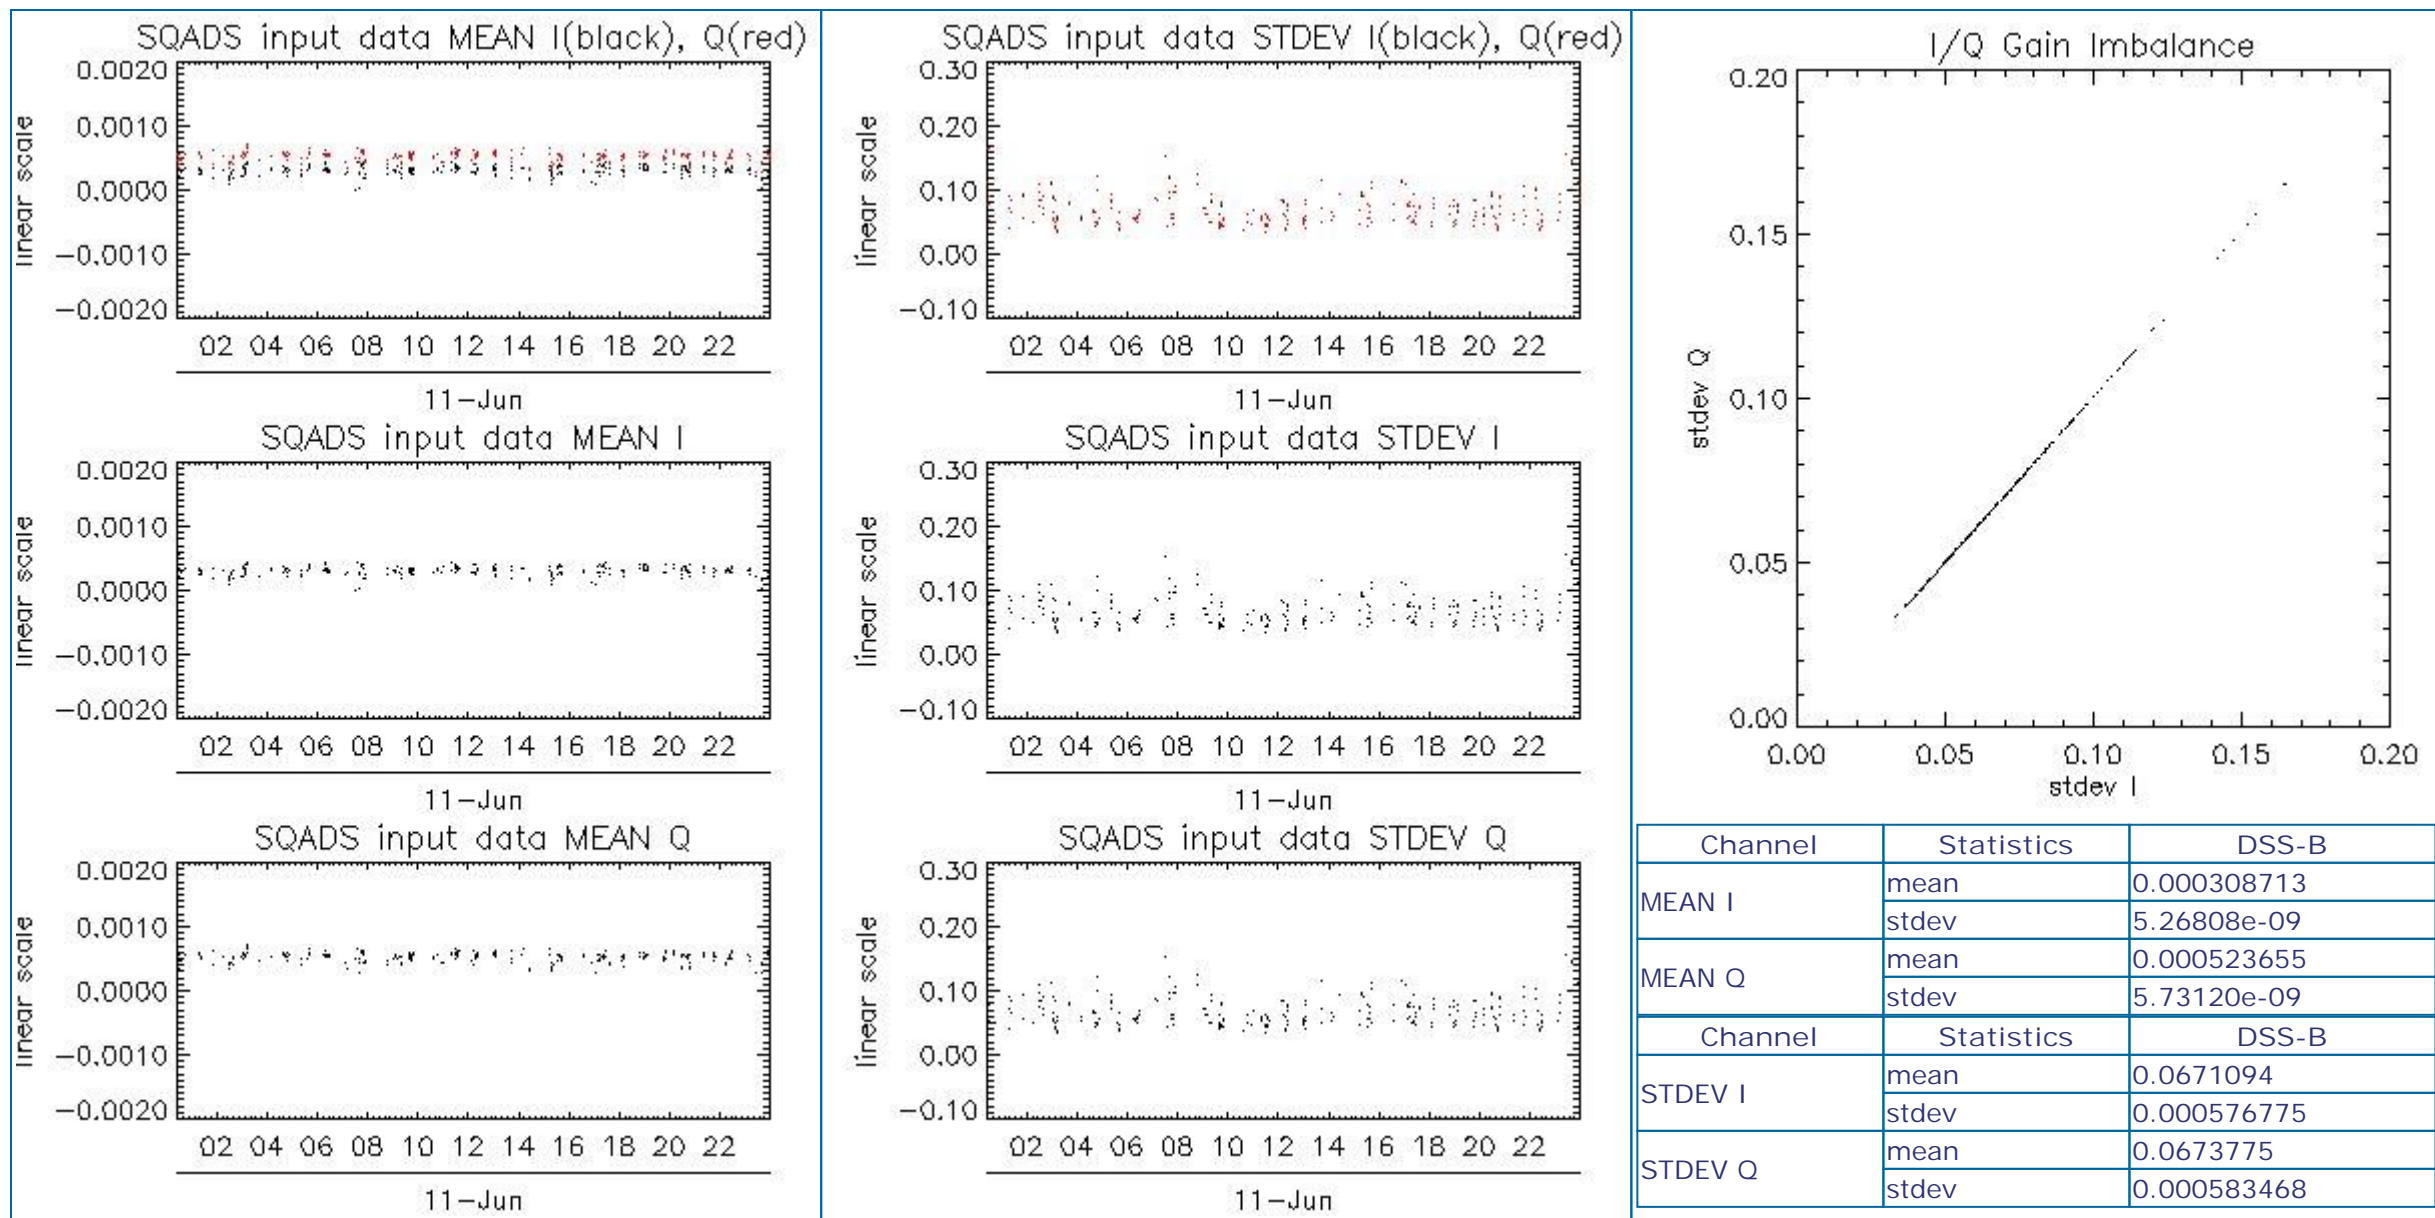 SQADS input data MEAN I(black), Q(red)
0.0020
0.0010
0.0000
−0.0010
−0.0020
linear scale
02 04 06 08 10 12 14 16 18 20 22
11−Jun
SQADS input data MEAN I
0.0020
0.0010
0.0000
−0.0010
−0.0020
linear scale
02 04 06 08 10 12 14 16 18 20 22
11−Jun
SQADS input data MEAN Q
0.0020
0.0010
0.0000
−0.0010
−0.0020
linear scale
02 04 06 08 10 12 14 16 18 20 22
11−Jun
SQADS input data STDEV I(black), Q(red)
0.30
0.20
0.10
0.00
−0.10
linear scale
02 04 06 08 10 12 14 16 18 20 22
11−Jun
SQADS input data STDEV I
0.30
0.20
0.10
0.00
−0.10
linear scale
02 04 06 08 10 12 14 16 18 20 22
11−Jun
SQADS input data STDEV Q
0.30
0.20
0.10
0.00
−0.10
linear scale
02 04 06 08 10 12 14 16 18 20 22
11−Jun
I/Q Gain Imbalance
0.20
0.15
0.10
0.05
0.00
stdev Q
0.00 0.05 0.10 0.15 0.20
stdev I
Channel Statistics DSS-B
MEAN I mean 0.000308713
stdev 5.26808e-09
MEAN Q mean 0.000523655
stdev 5.73120e-09
Channel Statistics DSS-B
STDEV I mean 0.0671094
stdev 0.000576775
STDEV Q mean 0.0673775
stdev 0.000583468